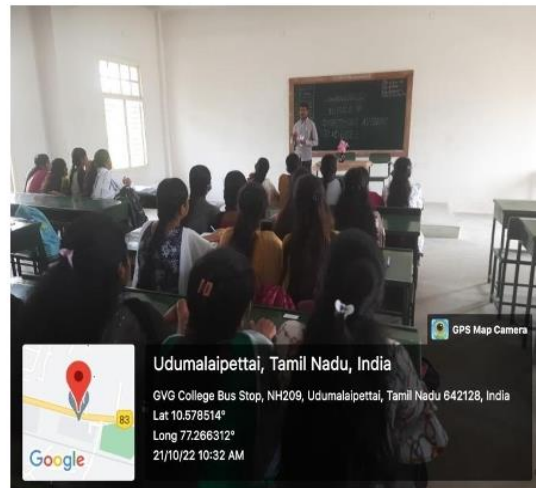 GPS Map Camera
Udumalaipettai, Tamil Nadu, India
GVG College Bus Stop, NH209, Udumalaipettai, Tamil Nadu 642128, India
Lat 10.578514°
Long 77.266312°
21/10/22 10:32 AM
83
Google